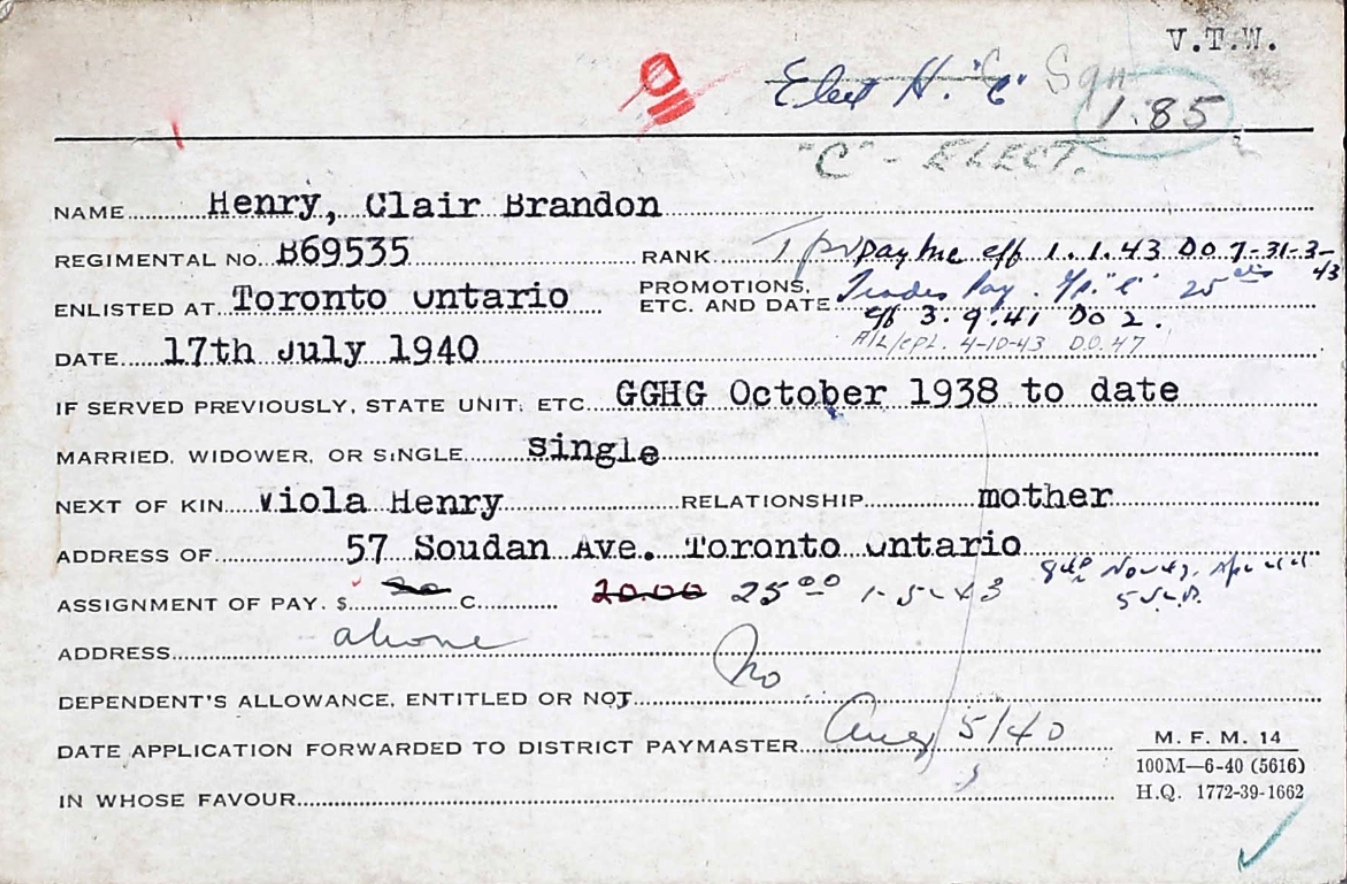 V.T.W.
Elect H. "C" Sqn
1.85
"C" - ELECT.
NAME Henry, Clair Brandon
REGIMENTAL NO. B69535 RANK Tpr pay inc eff 1.1.43 DO 7-31-3-43
ENLISTED AT Toronto Ontario PROMOTIONS, ETC. AND DATE Trades Pay. Gp. "C" 25 cts
eff 3.9.41 DO 2.
DATE 17th July 1940 A/L/CPL. 4-10-43 D.O. 47
IF SERVED PREVIOUSLY, STATE UNIT, ETC. GGHG October 1938 to date
MARRIED, WIDOWER, OR SINGLE Single
NEXT OF KIN Viola Henry RELATIONSHIP mother
ADDRESS OF 57 Soudan Ave. Toronto Ontario
ASSIGNMENT OF PAY. $ 20 C. 20.00 25 00 1-5-43
ADDRESS above
DEPENDENT'S ALLOWANCE, ENTITLED OR NOT No
DATE APPLICATION FORWARDED TO DISTRICT PAYMASTER Aug 5/40
IN WHOSE FAVOUR
M. F. M. 14
100M—6-40 (5616)
H.Q. 1772-39-1662